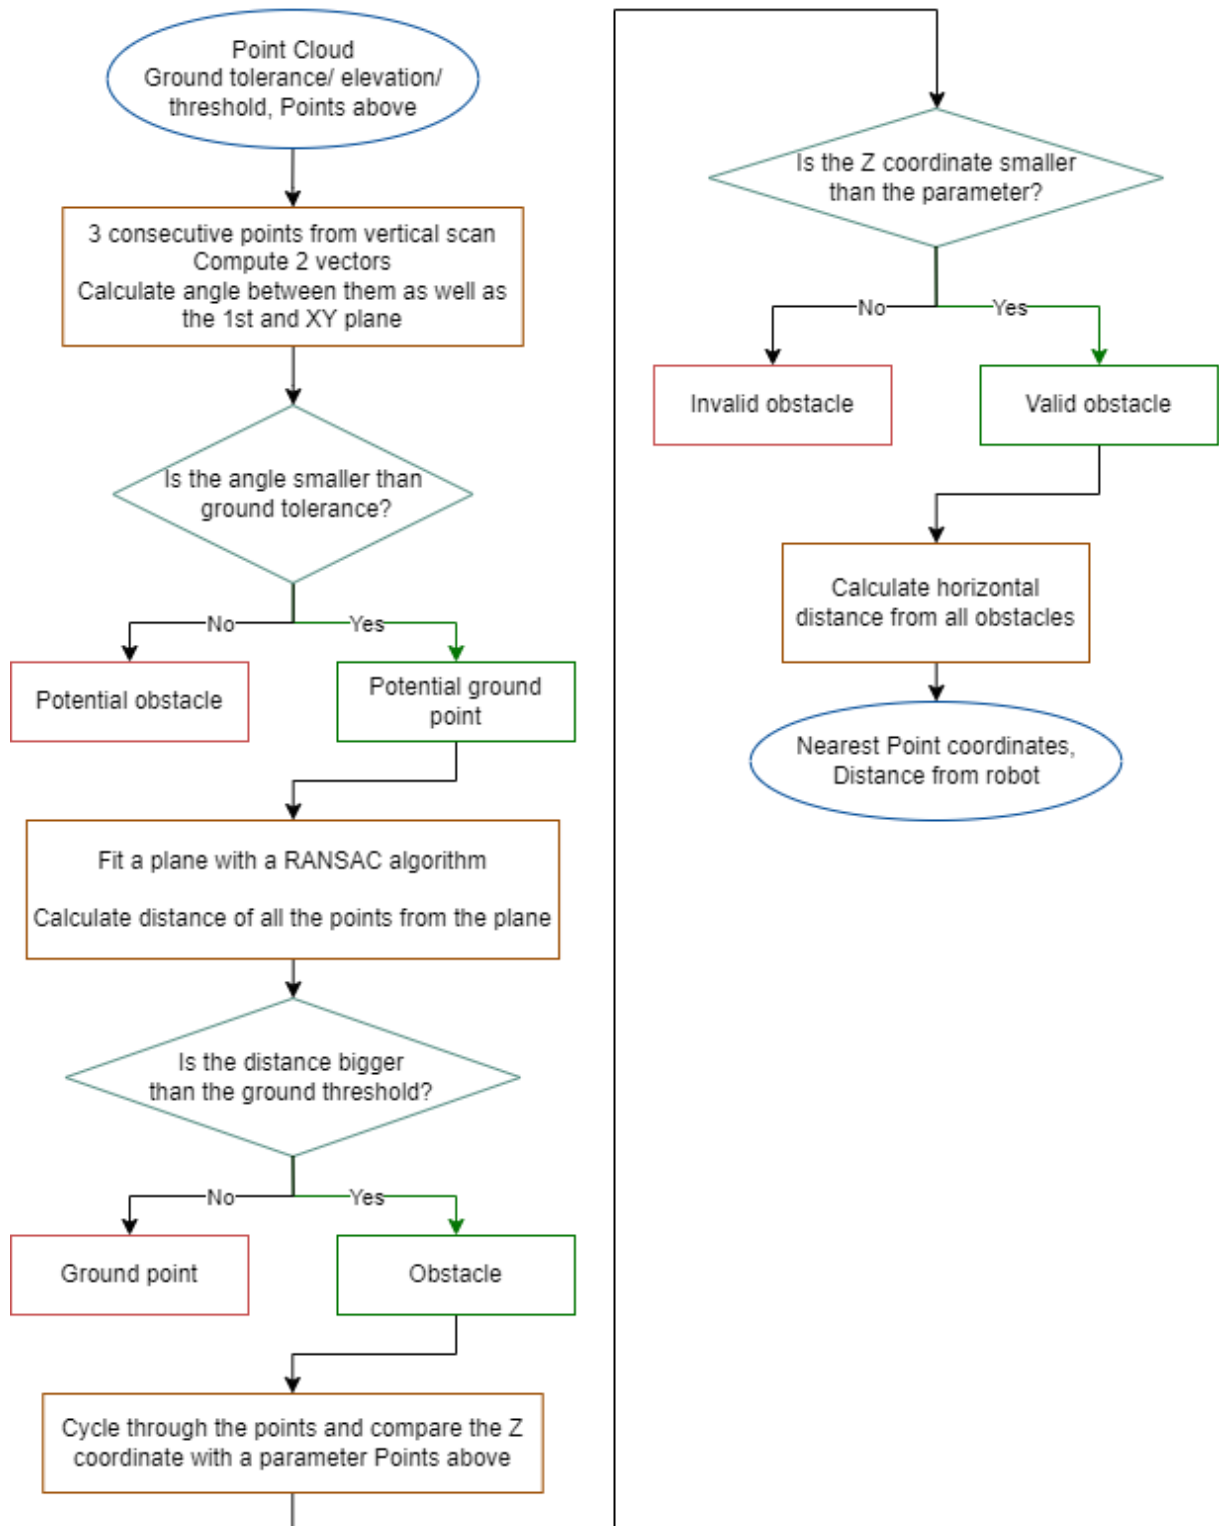 Point Cloud
Ground tolerance/ elevation/
threshold, Points above
3 consecutive points from vertical scan
Compute 2 vectors
Calculate angle between them as well as
the 1st and XY plane
Is the angle smaller than
ground tolerance?
No
Yes
Potential obstacle
Potential ground
point
Fit a plane with a RANSAC algorithm
Calculate distance of all the points from the plane
Is the distance bigger
than the ground threshold?
No
Yes
Ground point
Obstacle
Cycle through the points and compare the Z
coordinate with a parameter Points above
Is the Z coordinate smaller
than the parameter?
No
Yes
Invalid obstacle
Valid obstacle
Calculate horizontal
distance from all obstacles
Nearest Point coordinates,
Distance from robot